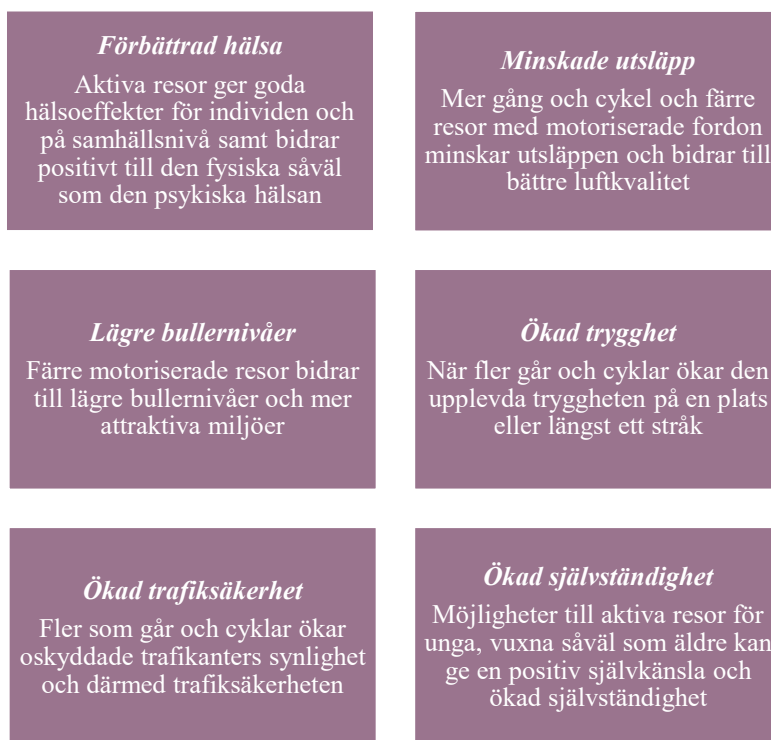 Förbättrad hälsa
Aktiva resor ger goda
hälsoeffekter för individen och
på samhällsnivå samt bidrar
positivt till den fysiska såväl
som den psykiska hälsan
Minskade utsläpp
Mer gång och cykel och färre
resor med motoriserade fordon
minskar utsläppen och bidrar till
bättre luftkvalitet
Lägre bullernivåer
Färre motoriserade resor bidrar
till lägre bullernivåer och mer
attraktiva miljöer
Ökad trygghet
När fler går och cyklar ökar den
upplevda tryggheten på en plats
eller längst ett stråk
Ökad trafiksäkerhet
Fler som går och cyklar ökar
oskyddade trafikanters synlighet
och därmed trafiksäkerheten
Ökad självständighet
Möjligheter till aktiva resor för
unga, vuxna såväl som äldre kan
ge en positiv självkänsla och
ökad självständighet